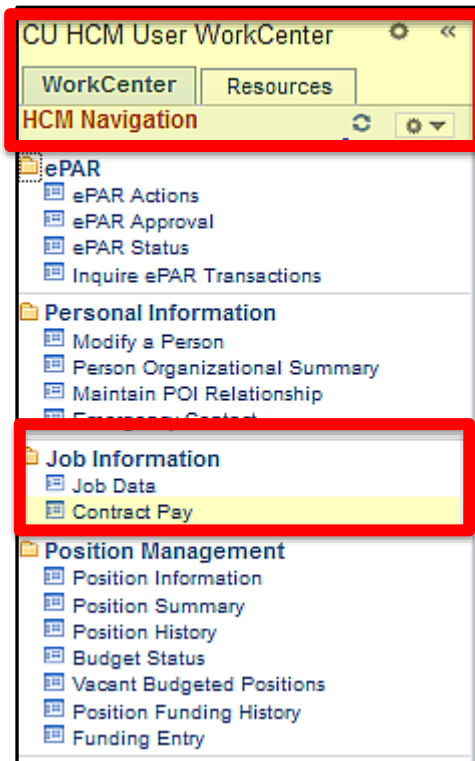 CU HCM User WorkCenter
WorkCenter Resources
HCM Navigation
ePAR
ePAR Actions
ePAR Approval
ePAR Status
Inquire ePAR Transactions
Personal Information
Modify a Person
Person Organizational Summary
Maintain POI Relationship
Emergency Contact
Job Information
Job Data
Contract Pay
Position Management
Position Information
Position Summary
Position History
Budget Status
Vacant Budgeted Positions
Position Funding History
Funding Entry